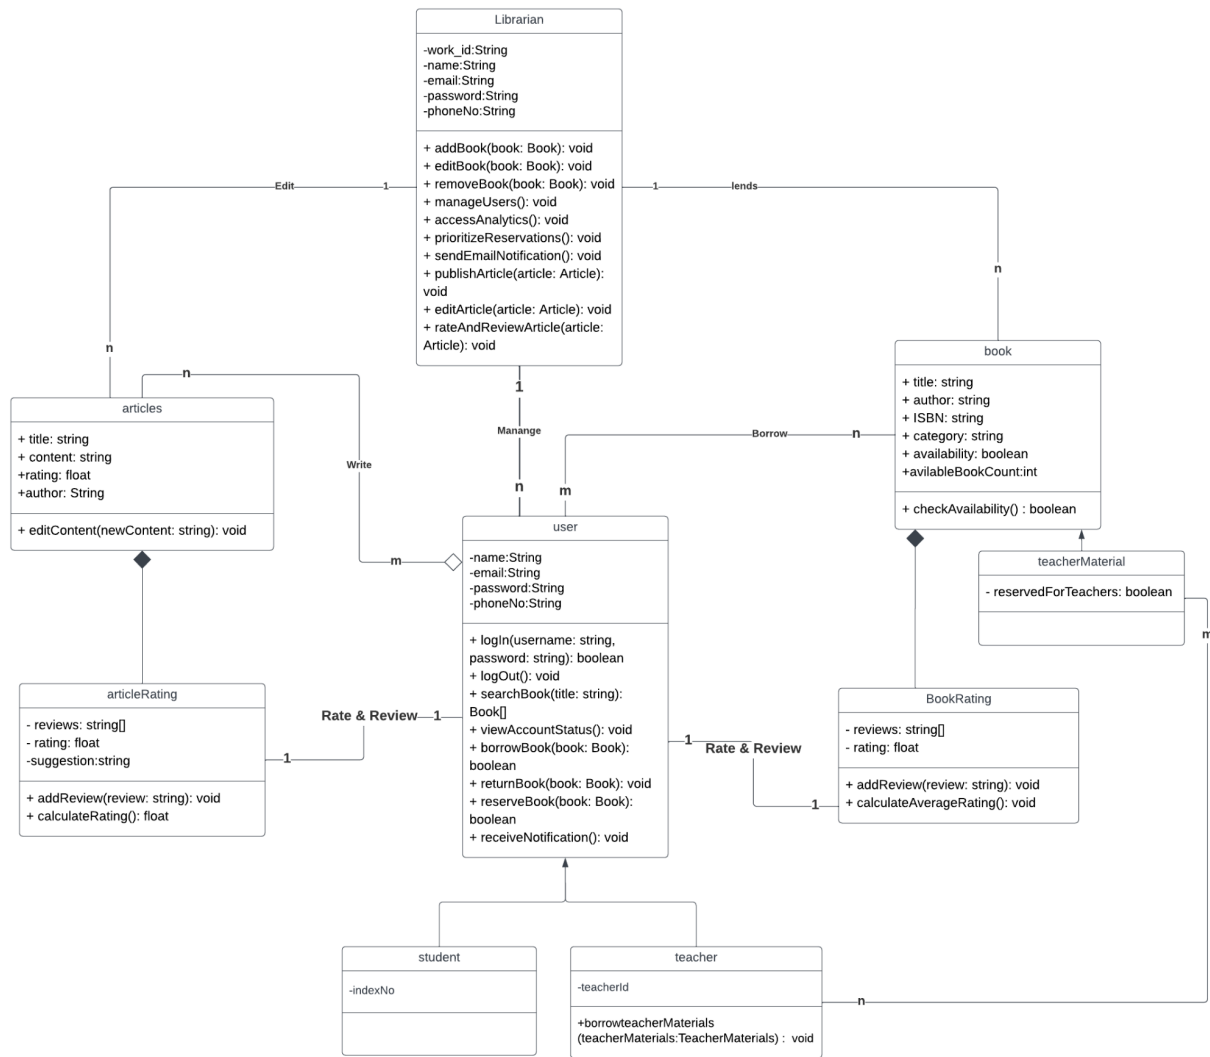 Librarian
-work_id:String
-name:String
-email:String
-password:String
-phoneNo:String
+ addBook(book: Book): void
+ editBook(book: Book): void
+ removeBook(book: Book): void
+ manageUsers(): void
+ accessAnalytics(): void
+ prioritizeReservations(): void
+ sendEmailNotification(): void
+ publishArticle(article: Article):
void
+ editArticle(article: Article): void
+ rateAndReviewArticle(article:
Article): void
Edit
1
n
1
lends
n
1
Manange
n
n
Write
m
Borrow
n
m
articles
+ title: string
+ content: string
+rating: float
+author: String
+ editContent(newContent: string): void
book
+ title: string
+ author: string
+ ISBN: string
+ category: string
+ availability: boolean
+avilableBookCount:int
+ checkAvailability() : boolean
user
-name:String
-email:String
-password:String
-phoneNo:String
+ logIn(username: string,
password: string): boolean
+ logOut(): void
+ searchBook(title: string):
Book[]
+ viewAccountStatus(): void
+ borrowBook(book: Book):
boolean
+ returnBook(book: Book): void
+ reserveBook(book: Book):
boolean
+ receiveNotification(): void
teacherMaterial
- reservedForTeachers: boolean
m
articleRating
- reviews: string[]
- rating: float
-suggestion:string
+ addReview(review: string): void
+ calculateRating(): float
Rate & Review
1
1
1
Rate & Review
1
BookRating
- reviews: string[]
- rating: float
+ addReview(review: string): void
+ calculateAverageRating(): void
student
-indexNo
teacher
-teacherId
+borrowteacherMaterials
(teacherMaterials:TeacherMaterials) : void
n